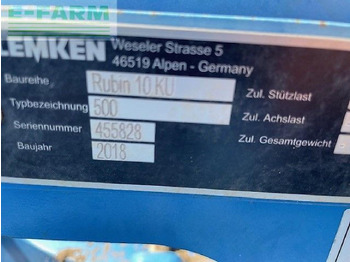 E-FARM
LEMKEN
Weseler Strasse 5
46519 Alpen - Germany
Baureihe Rubin 10 KU
Typbezeichnung 500
Seriennummer 455828
Baujahr 2018
Zul. Stützlast
Zul. Achslast
Zul. Gesamtgewicht